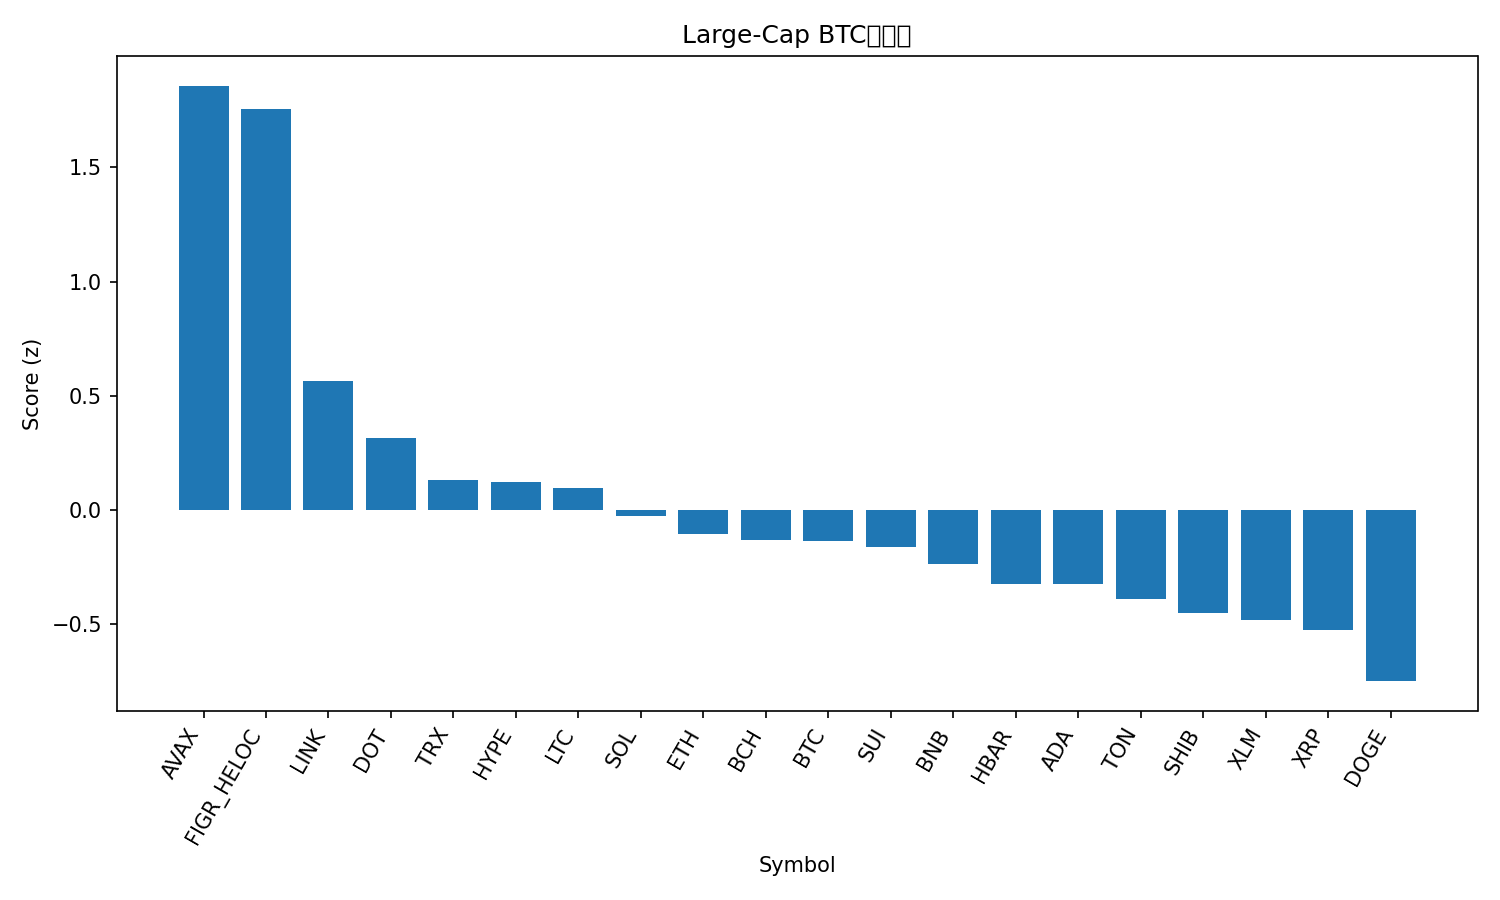 Large-Cap BTC
Score (z)
1.5
1.0
0.5
0.0
−0.5
AVAX
FIGR_HELOC
LINK
DOT
TRX
HYPE
LTC
SOL
ETH
BCH
BTC
SUI
BNB
HBAR
ADA
TON
SHIB
XLM
XRP
DOGE
Symbol